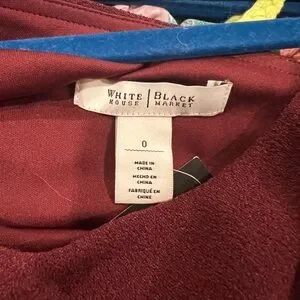 WHITE | BLACK
HOUSE | MARKET
0
MADE IN
CHINA
HECHO EN
CHINA
FABRIQUÉ EN
CHINE